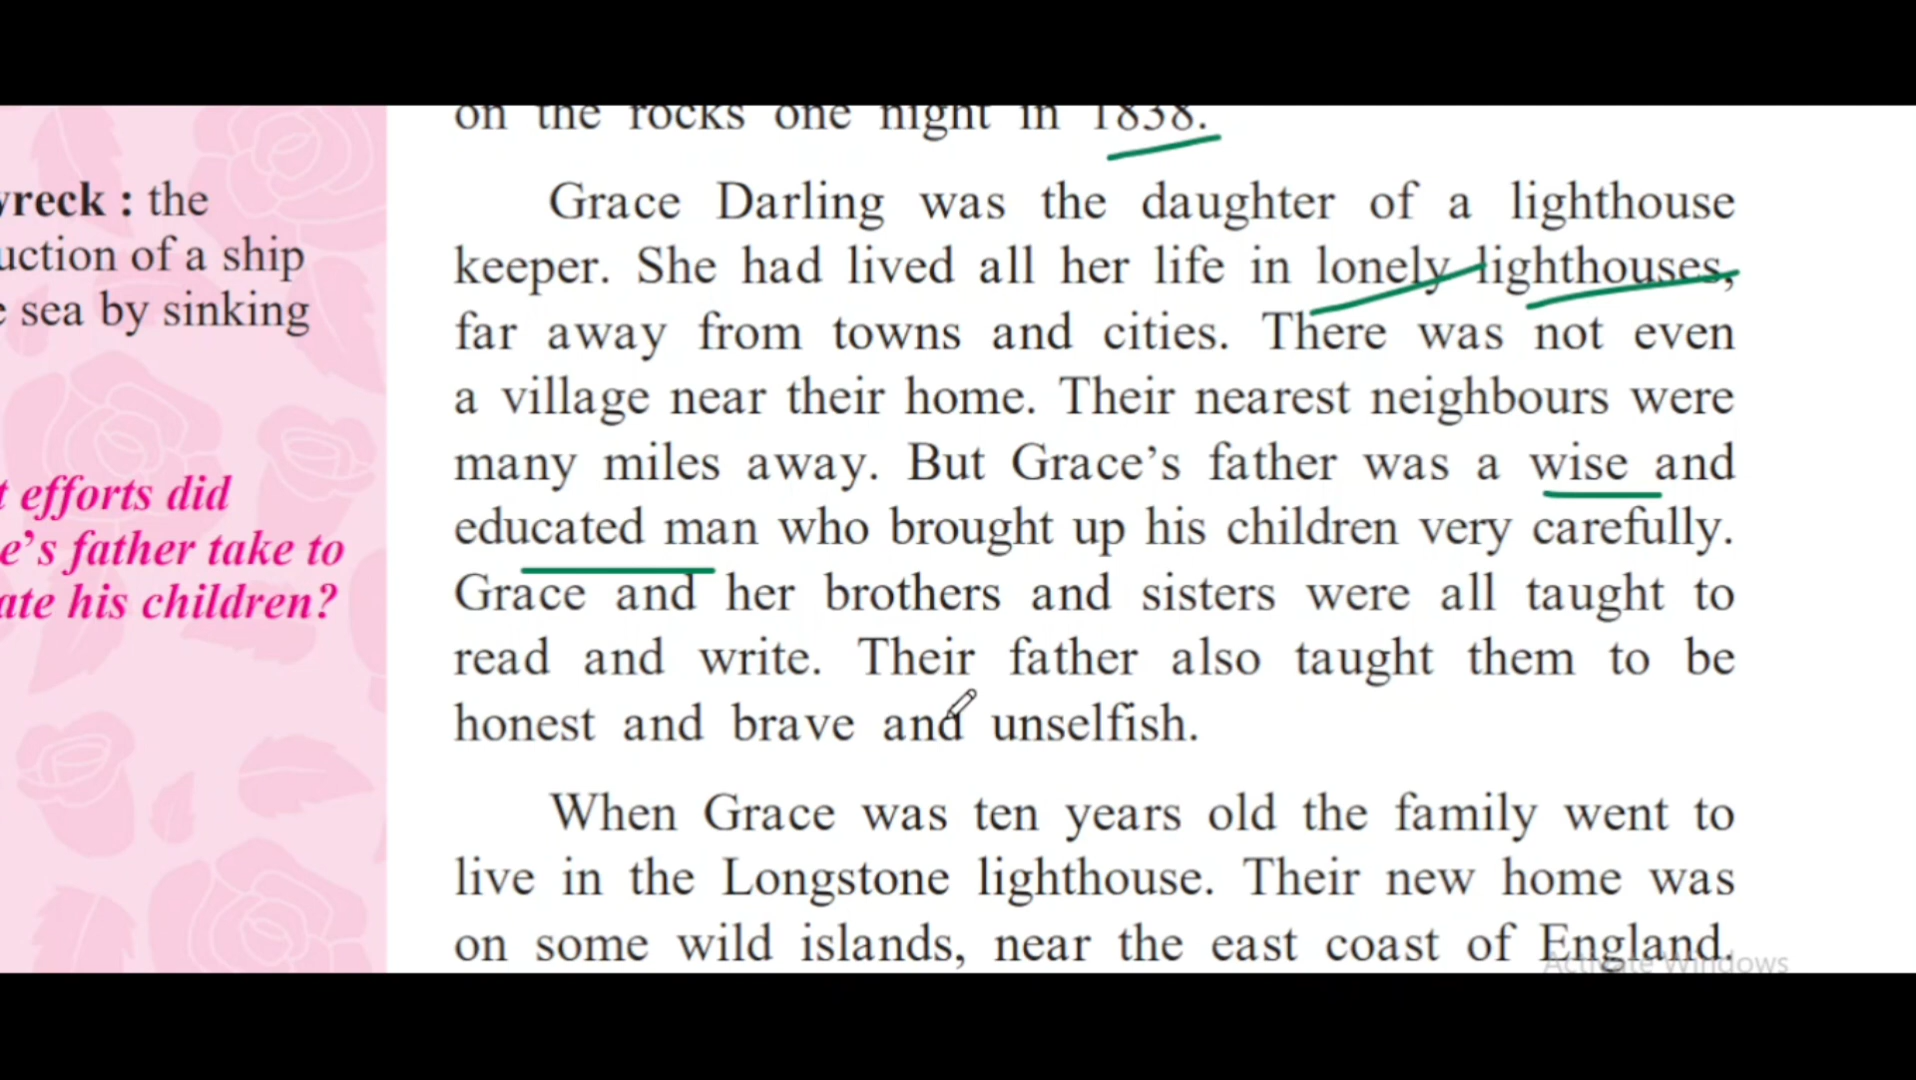 on the rocks one night in 1838.
Grace Darling was the daughter of a lighthouse
keeper. She had lived all her life in lonely lighthouses,
far away from towns and cities. There was not even
a village near their home. Their nearest neighbours were
many miles away. But Grace's father was a wise and
educated man who brought up his children very carefully.
Grace and her brothers and sisters were all taught to
read and write. Their father also taught them to be
honest and brave and unselfish.
When Grace was ten years old the family went to
live in the Longstone lighthouse. Their new home was
on some wild islands, near the east coast of England.
yreck : the
uction of a ship
e sea by sinking
t efforts did
e's father take to
ate his children?
Activate Windows